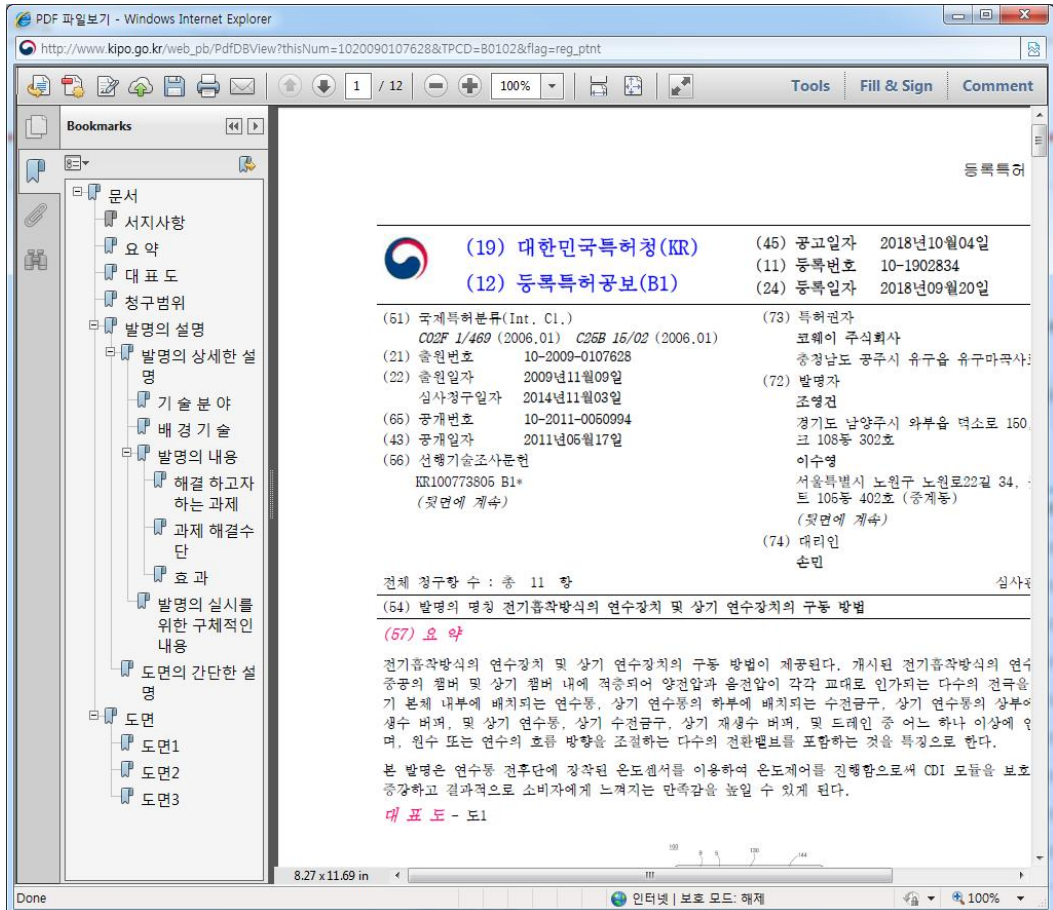 PDF 파일보기 - Windows Internet Explorer
http://www.kipo.go.kr/web_pb/PdfDBView?thisNum=1020090107628&TPCD=B0102&flag=reg_ptnt
1 / 12 100% Tools Fill & Sign Comment
Bookmarks
문서
서지사항
요 약
대 표 도
청구범위
발명의 설명
발명의 상세한 설
명
기 술 분 야
배 경 기 술
발명의 내용
해결 하고자
하는 과제
과제 해결수
단
효 과
발명의 실시를
위한 구체적인
내용
도면의 간단한 설
명
도면
도면1
도면2
도면3
등록특허
(19) 대한민국특허청(KR)
(12) 등록특허공보(B1)
(45) 공고일자 2018년10월04일
(11) 등록번호 10-1902834
(24) 등록일자 2018년09월20일
(51) 국제특허분류(Int. Cl.)
C02F 1/469 (2006.01) C25B 15/02 (2006.01)
(21) 출원번호 10-2009-0107628
(22) 출원일자 2009년11월09일
심사청구일자 2014년11월03일
(65) 공개번호 10-2011-0050994
(43) 공개일자 2011년05월17일
(56) 선행기술조사문헌
KR100773805 B1*
(뒷면에 계속)
(73) 특허권자
코웨이 주식회사
충청남도 공주시 유구읍 유구마곡사
(72) 발명자
조영건
경기도 남양주시 와부읍 덕소로 150,
크 108동 302호
이수영
서울특별시 노원구 노원로22길 34,
트 105동 402호 (중계동)
(뒷면에 계속)
(74) 대리인
손민
전체 청구항 수 : 총 11 항 심사관
(54) 발명의 명칭 전기흡착방식의 연수장치 및 상기 연수장치의 구동 방법
(57) 요 약
전기흡착방식의 연수장치 및 상기 연수장치의 구동 방법이 제공된다. 개시된 전기흡착방식의 연수
중공의 챔버 및 상기 챔버 내에 적층되어 양전압과 음전압이 각각 교대로 인가되는 다수의 전극을
기 본체 내부에 배치되는 연수통, 상기 연수통의 하부에 배치되는 수전금구, 상기 연수통의 상부에
생수 버퍼, 및 상기 연수통, 상기 수전금구, 상기 재생수 버퍼, 및 드레인 중 어느 하나 이상에 연
며, 원수 또는 연수의 흐름 방향을 조절하는 다수의 전환밸브를 포함하는 것을 특징으로 한다.
본 발명은 연수통 전후단에 장착된 온도센서를 이용하여 온도제어를 진행함으로써 CDI 모듈을 보호
증장하고 결과적으로 소비자에게 느껴지는 만족감을 높일 수 있게 된다.
대 표 도 - 도1
8.27 x 11.69 in
Done 인터넷 | 보호 모드: 해제 100%